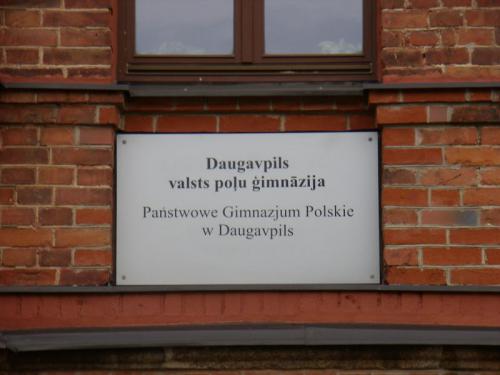 Daugavpils
valsts poļu ģimnāzija
Państwowe Gimnazjum Polskie
w Daugavpils